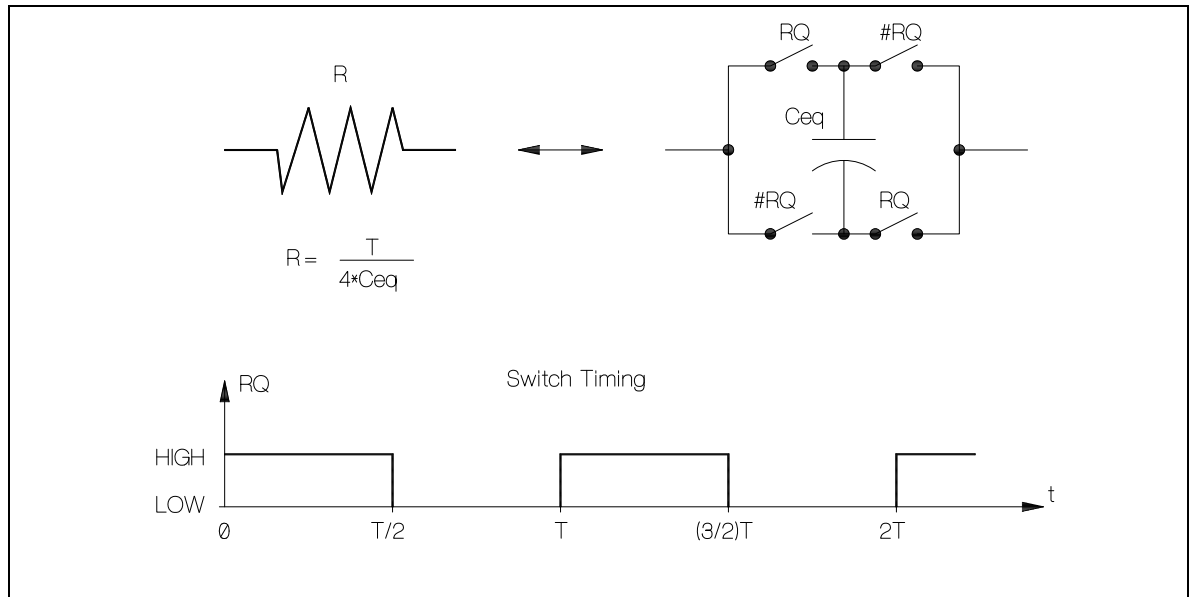 R
RQ
#RQ
Ceq
#RQ
RQ
R= T
4*Ceq
Switch Timing
RQ
HIGH
LOW
t
0
T/2
T
(3/2)T
2T